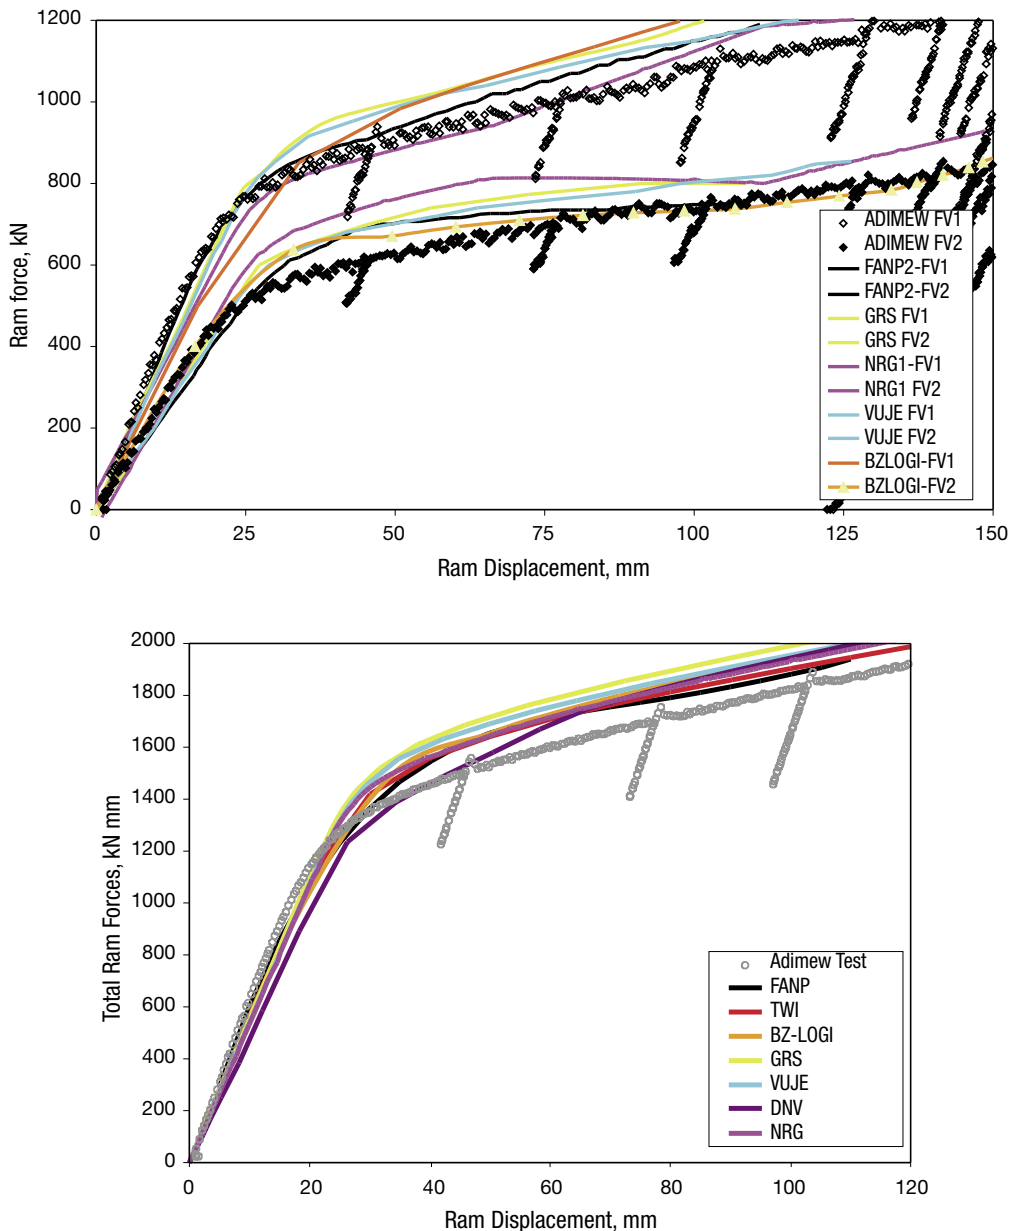 1200
1000
800
600
400
200
0
Ram force, kN
ADIMEW FV1
ADIMEW FV2
FANP2-FV1
FANP2-FV2
GRS FV1
GRS FV2
NRG1-FV1
NRG1 FV2
VUJE FV1
VUJE FV2
BZLOGI-FV1
BZLOGI-FV2
0 25 50 75 100 125 150
Ram Displacement, mm
2000
1800
1600
1400
1200
1000
800
600
400
200
0
Total Ram Forces, kN mm
Adimew Test
FANP
TWI
BZ-LOGI
GRS
VUJE
DNV
NRG
0 20 40 60 80 100 120
Ram Displacement, mm